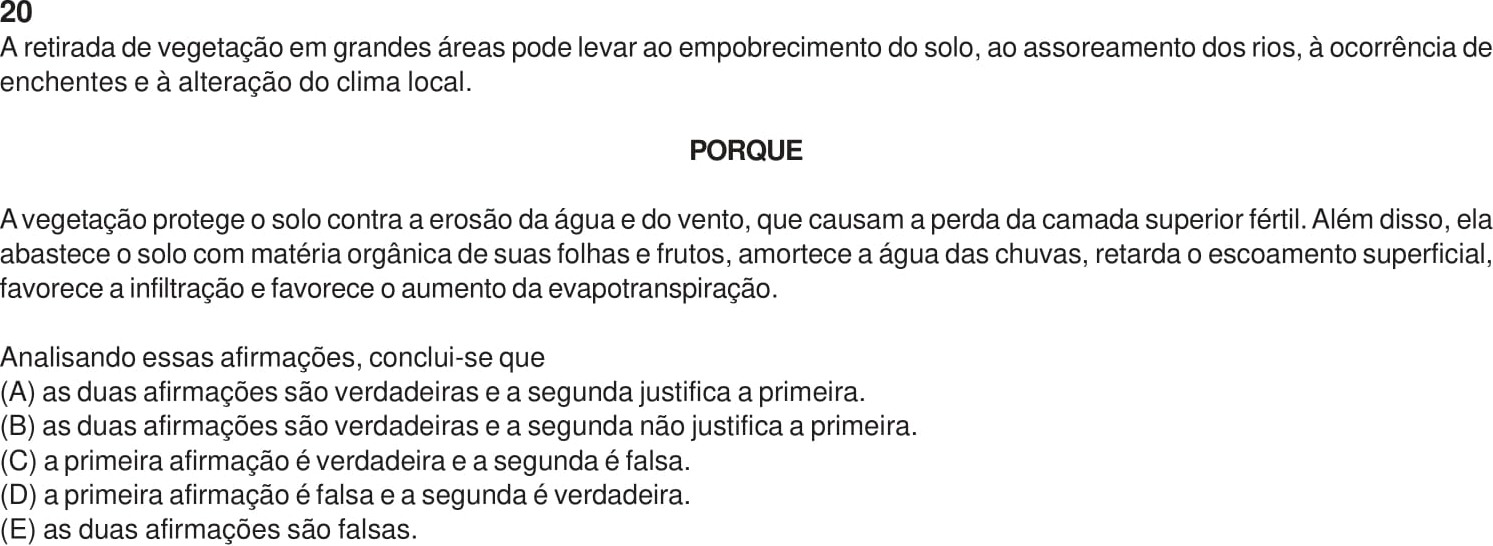 20
A retirada de vegetação em grandes áreas pode levar ao empobrecimento do solo, ao assoreamento dos rios, à ocorrência de
enchentes e à alteração do clima local.
PORQUE
A vegetação protege o solo contra a erosão da água e do vento, que causam a perda da camada superior fértil. Além disso, ela
abastece o solo com matéria orgânica de suas folhas e frutos, amortece a água das chuvas, retarda o escoamento superficial,
favorece a infiltração e favorece o aumento da evapotranspiração.
Analisando essas afirmações, conclui-se que
(A) as duas afirmações são verdadeiras e a segunda justifica a primeira.
(B) as duas afirmações são verdadeiras e a segunda não justifica a primeira.
(C) a primeira afirmação é verdadeira e a segunda é falsa.
(D) a primeira afirmação é falsa e a segunda é verdadeira.
(E) as duas afirmações são falsas.